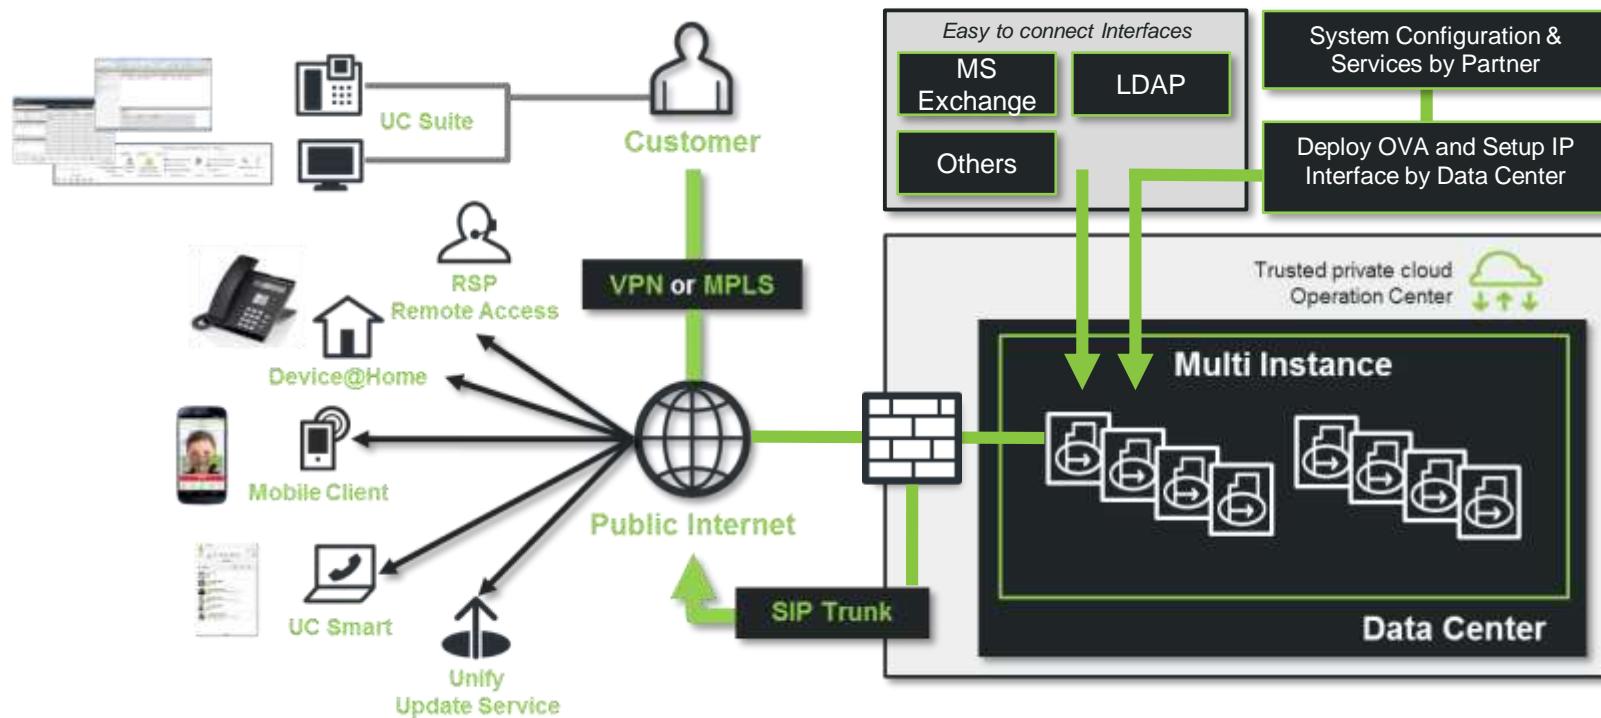 Easy to connect Interfaces
MS
Exchange
LDAP
Others
System Configuration &
Services by Partner
Deploy OVA and Setup IP
Interface by Data Center
UC Suite
Customer
RSP
Remote Access
VPN or MPLS
Device@Home
Mobile Client
Public Internet
UC Smart
SIP Trunk
Unify
Update Service
Trusted private cloud
Operation Center
Multi Instance
Data Center